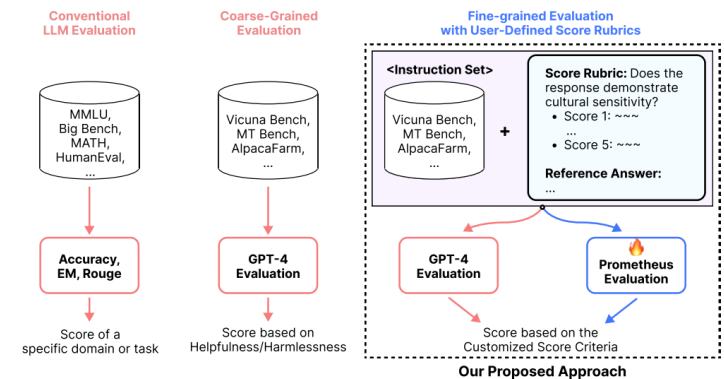 Conventional
LLM Evaluation
MMLU,
Big Bench,
MATH,
HumanEval,
...
Accuracy,
EM, Rouge
Score of a
specific domain or task
Coarse-Grained
Evaluation
Vicuna Bench,
MT Bench,
AlpacaFarm,
...
GPT-4
Evaluation
Score based on
Helpfulness/Harmlessness
Fine-grained Evaluation
with User-Defined Score Rubrics
<Instruction Set>
Vicuna Bench,
MT Bench,
AlpacaFarm,
...
+
Score Rubric: Does the
response demonstrate
cultural sensitivity?
• Score 1: ~~~
...
• Score 5: ~~~
Reference Answer:
...
GPT-4
Evaluation
Prometheus
Evaluation
Score based on the
Customized Score Criteria
Our Proposed Approach